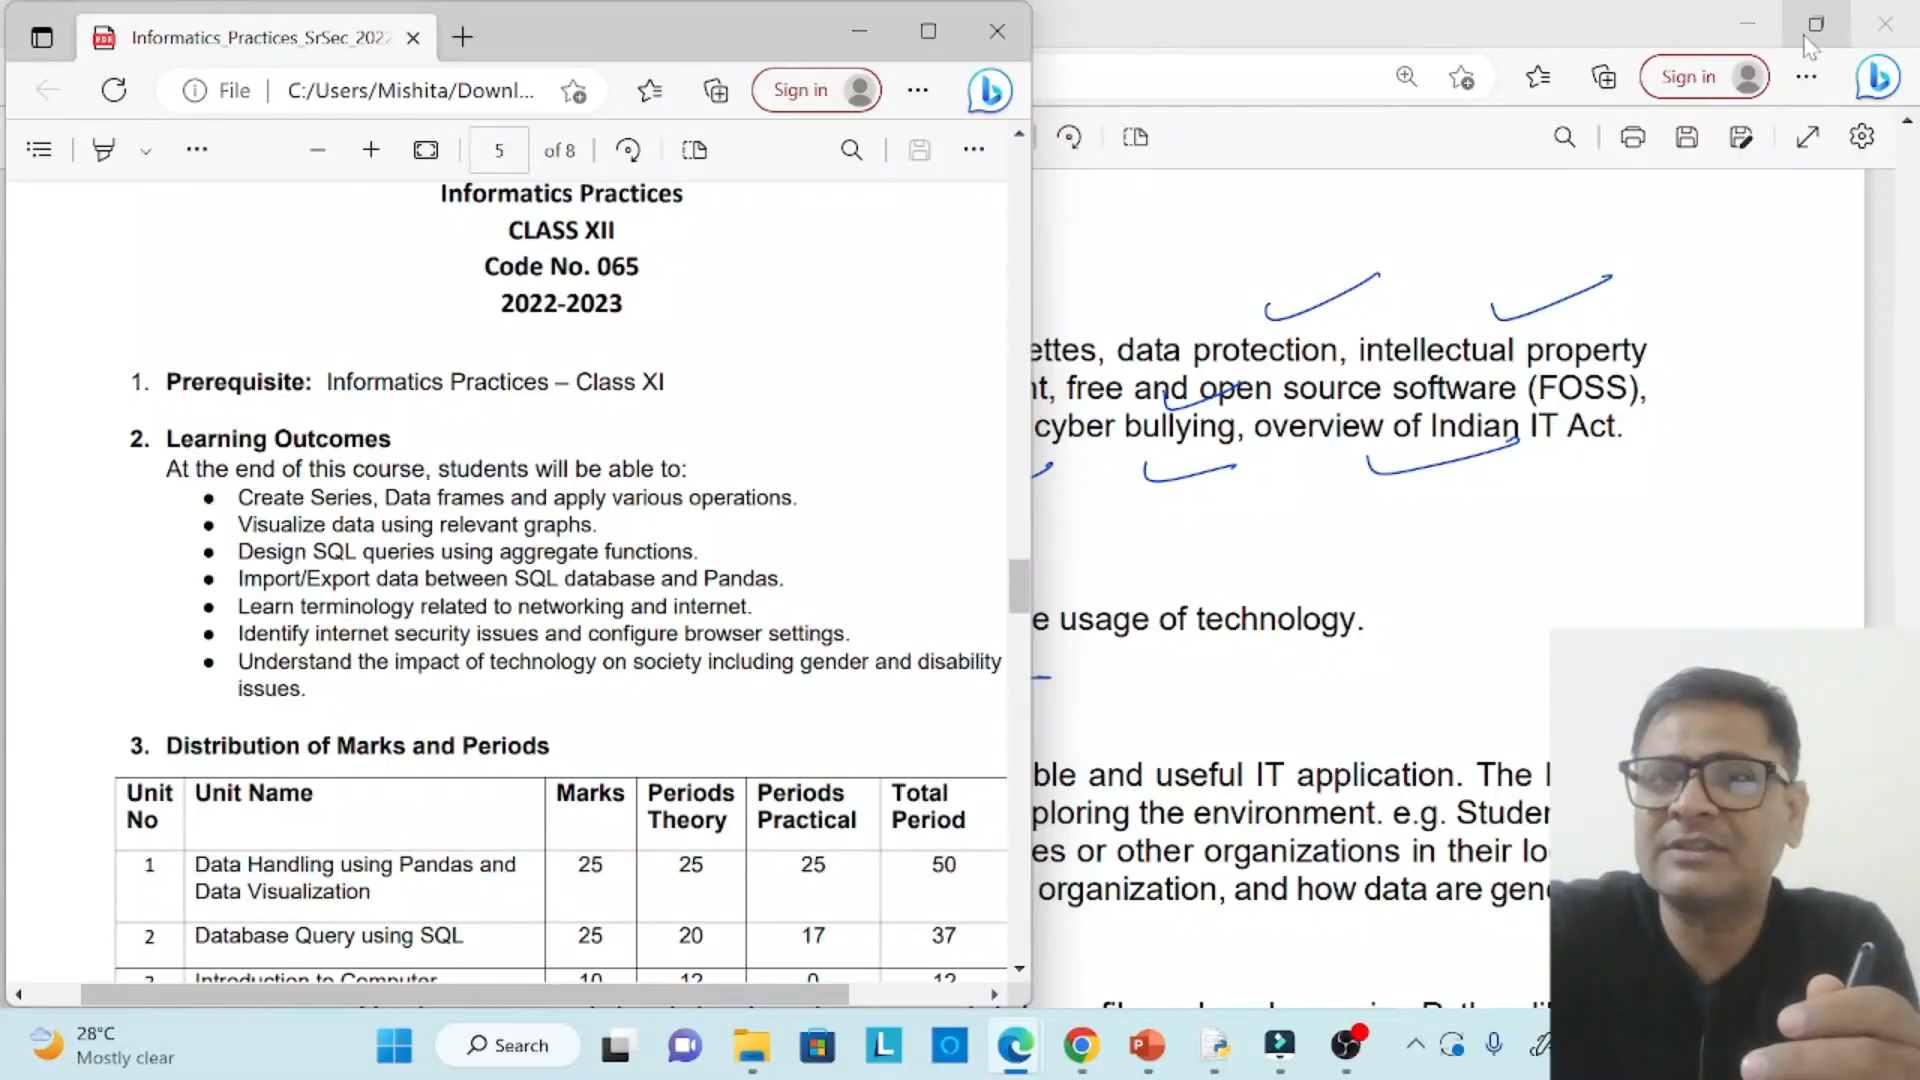 Informatics_Practices_SrSec_202
Sign in
File
C:/Users/Mishita/Downl...
Sign in
5
of 8
Informatics Practices
CLASS XII
Code No. 065
2022-2023
1. Prerequisite: Informatics Practices – Class XI
2. Learning Outcomes
At the end of this course, students will be able to:
● Create Series, Data frames and apply various operations.
● Visualize data using relevant graphs.
● Design SQL queries using aggregate functions.
● Import/Export data between SQL database and Pandas.
● Learn terminology related to networking and internet.
● Identify internet security issues and configure browser settings.
● Understand the impact of technology on society including gender and disability
issues.
3. Distribution of Marks and Periods
Unit No Unit Name Marks Periods Theory Periods Practical Total Period
1 Data Handling using Pandas and Data Visualization 25 25 25 50
2 Database Query using SQL 25 20 17 37
Introduction to Computer 10 12 0 12
ettes, data protection, intellectual property
nt, free and open source software (FOSS),
cyber bullying, overview of Indian IT Act.
e usage of technology.
ble and useful IT application. The
ploring the environment. e.g. Studen
es or other organizations in their lo
organization, and how data are gen
28°C
Mostly clear
Search